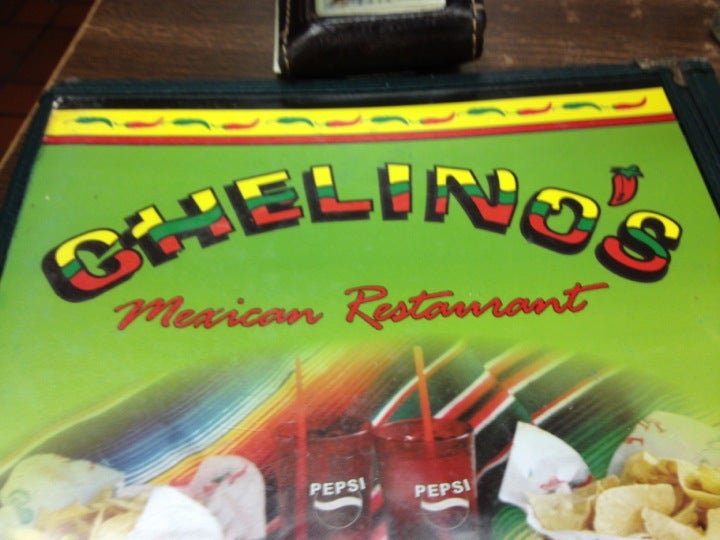 CHELINO'S
Mexican Restaurant
PEPSI PEPSI